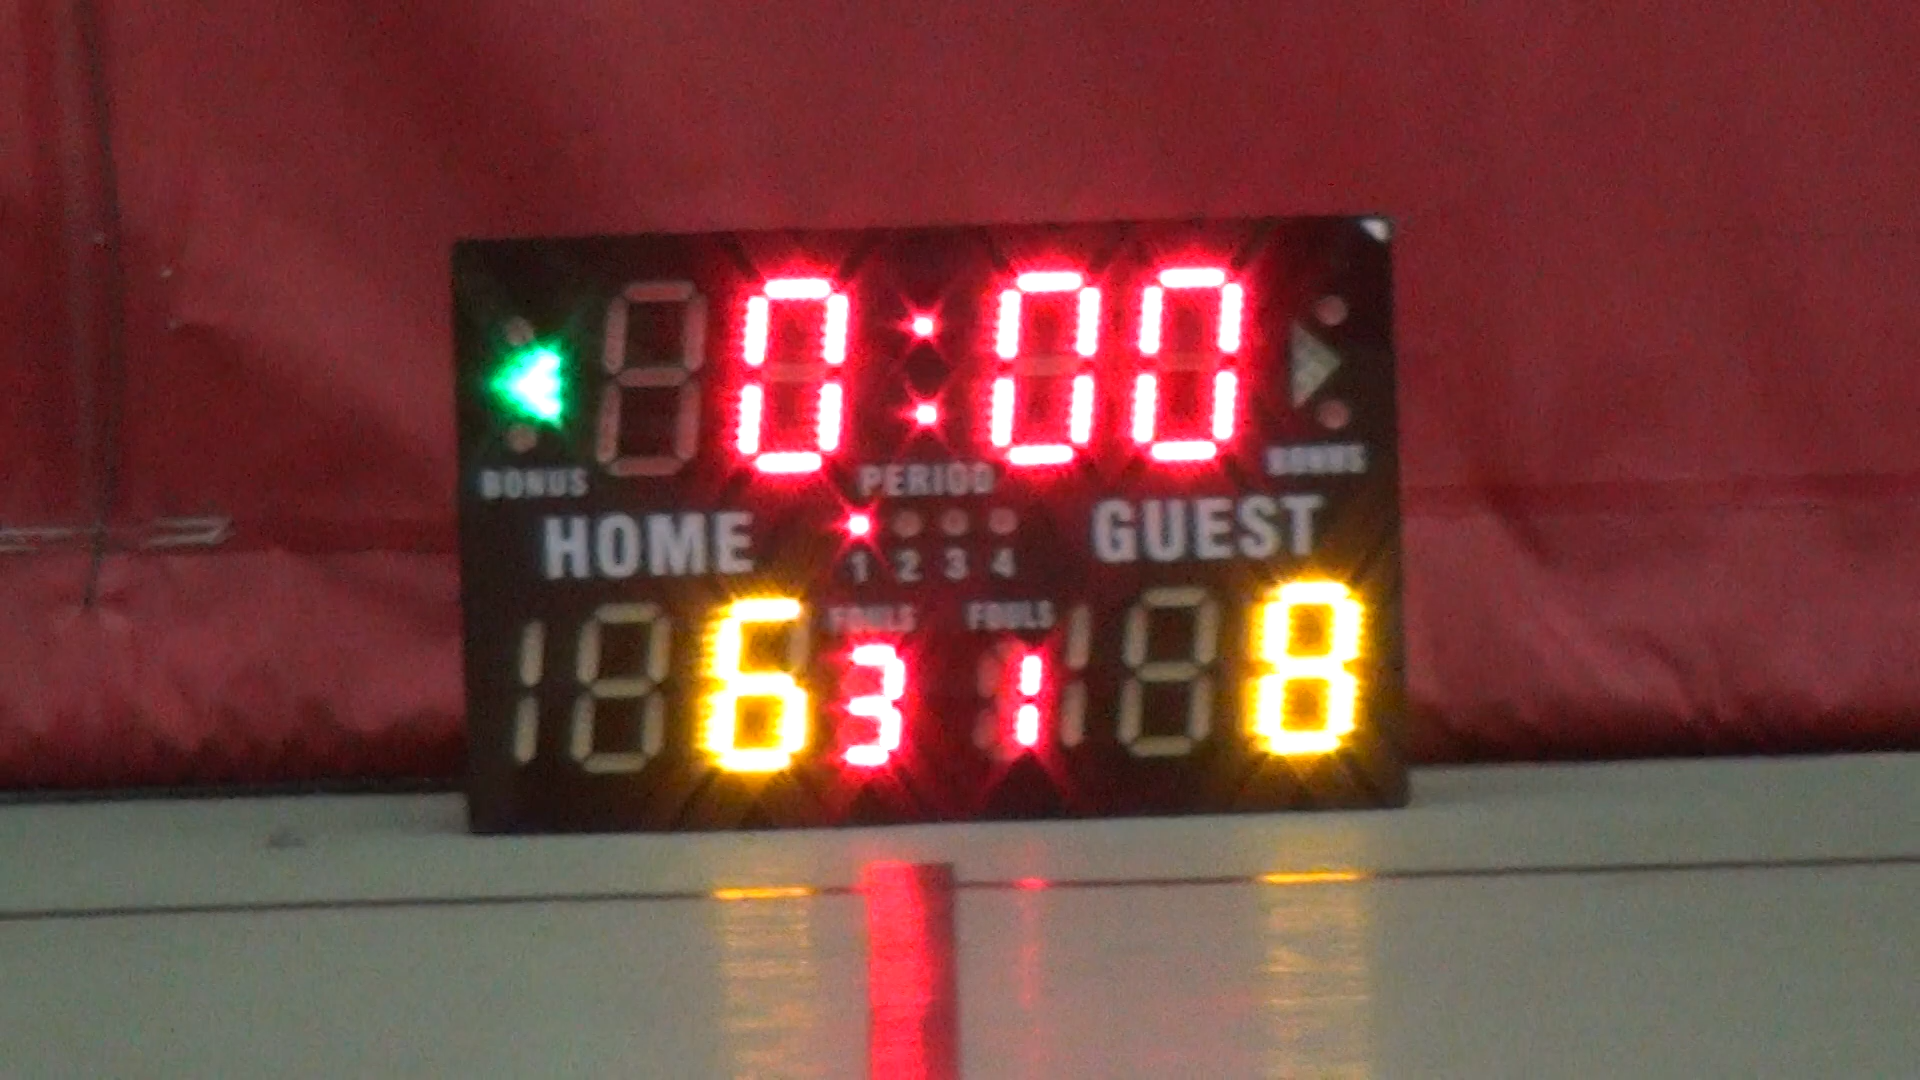 0:00
BONUS PERIOD BONUS
HOME GUEST
1 2 3 4
FOULS FOULS
6 3 1 8